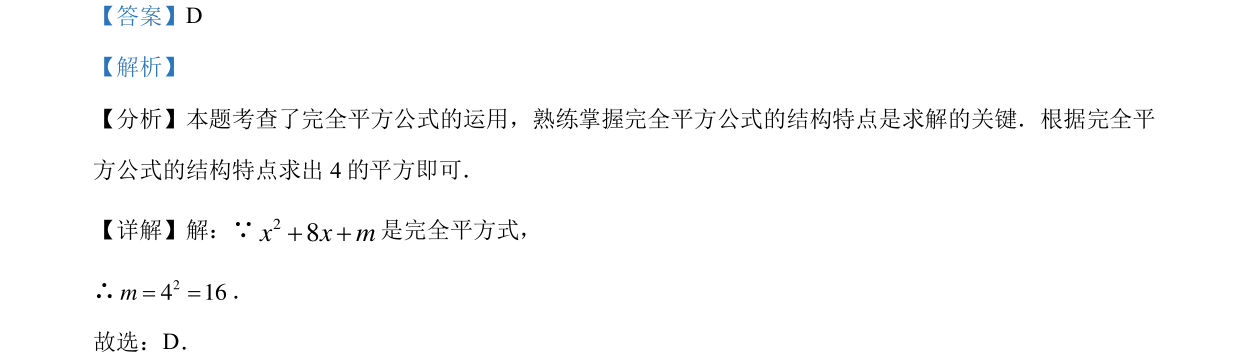 【答案】D
【解析】
【分析】本题考查了完全平方公式的运用，熟练掌握完全平方公式的结构特点是求解的关键．根据完全平
方公式的结构特点求出 4 的平方即可．
【详解】解：∵ x² + 8x + m 是完全平方式，
∴ m = 4² = 16．
故选：D．